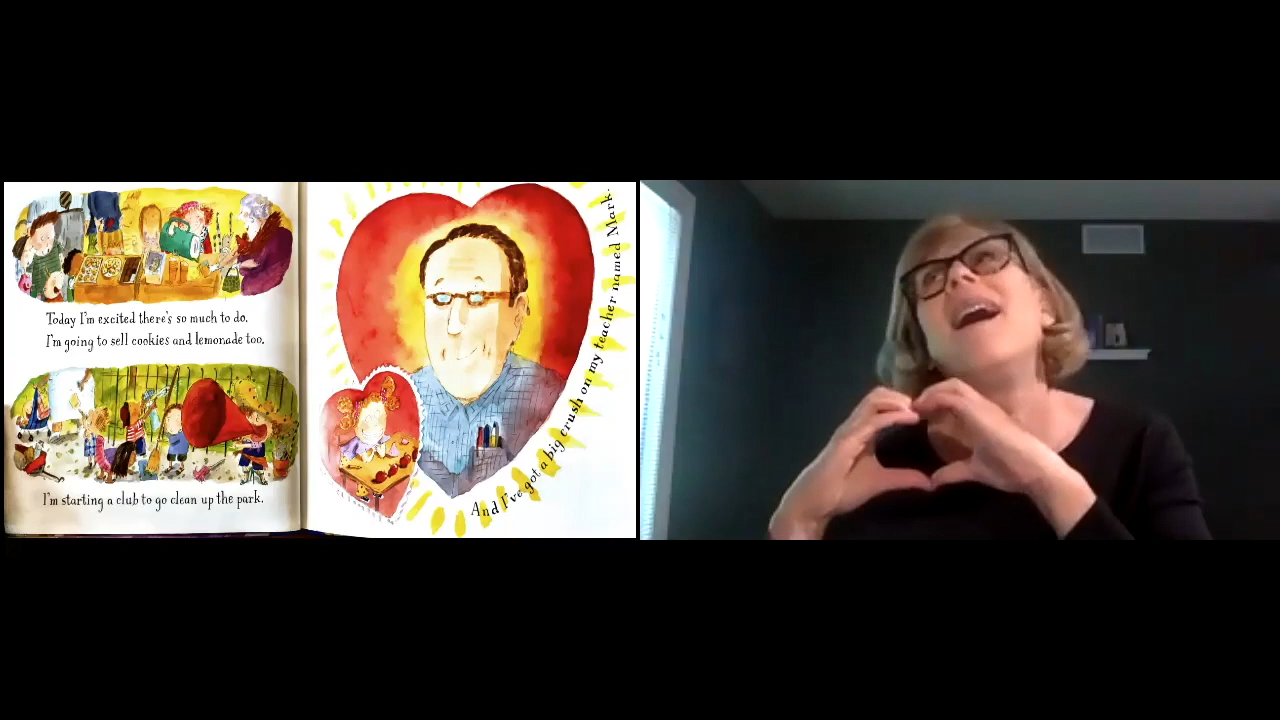 Today I'm excited there's so much to do.
I'm going to sell cookies and lemonade too.
I'm starting a club to go clean up the park.
And I've got a big crush on my teacher named Mark.